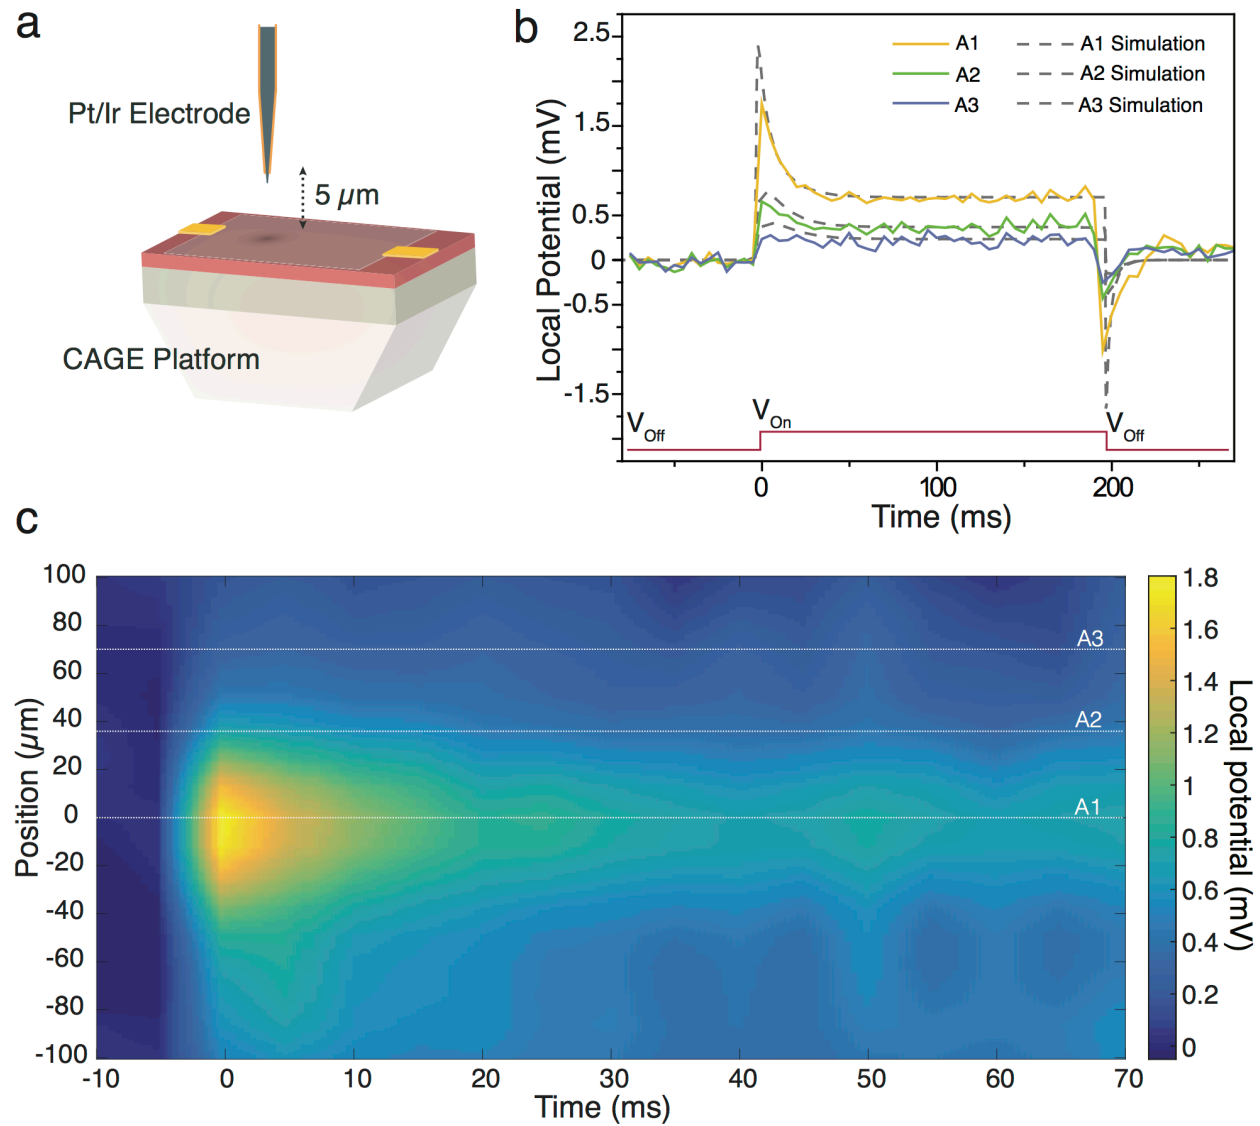 a
Pt/Ir Electrode
5 µm
CAGE Platform
b
2.5
1.5
0.5
0
-0.5
-1.5
Local Potential (mV)
A1
A1 Simulation
A2
A2 Simulation
A3
A3 Simulation
VOff
VOn
VOff
0
100
200
Time (ms)
c
100
80
60
40
20
0
-20
-40
-60
-80
-100
Position (µm)
A3
A2
A1
-10
0
10
20
30
40
50
60
70
Time (ms)
1.8
1.6
1.4
1.2
1
0.8
0.6
0.4
0.2
0
Local potential (mV)